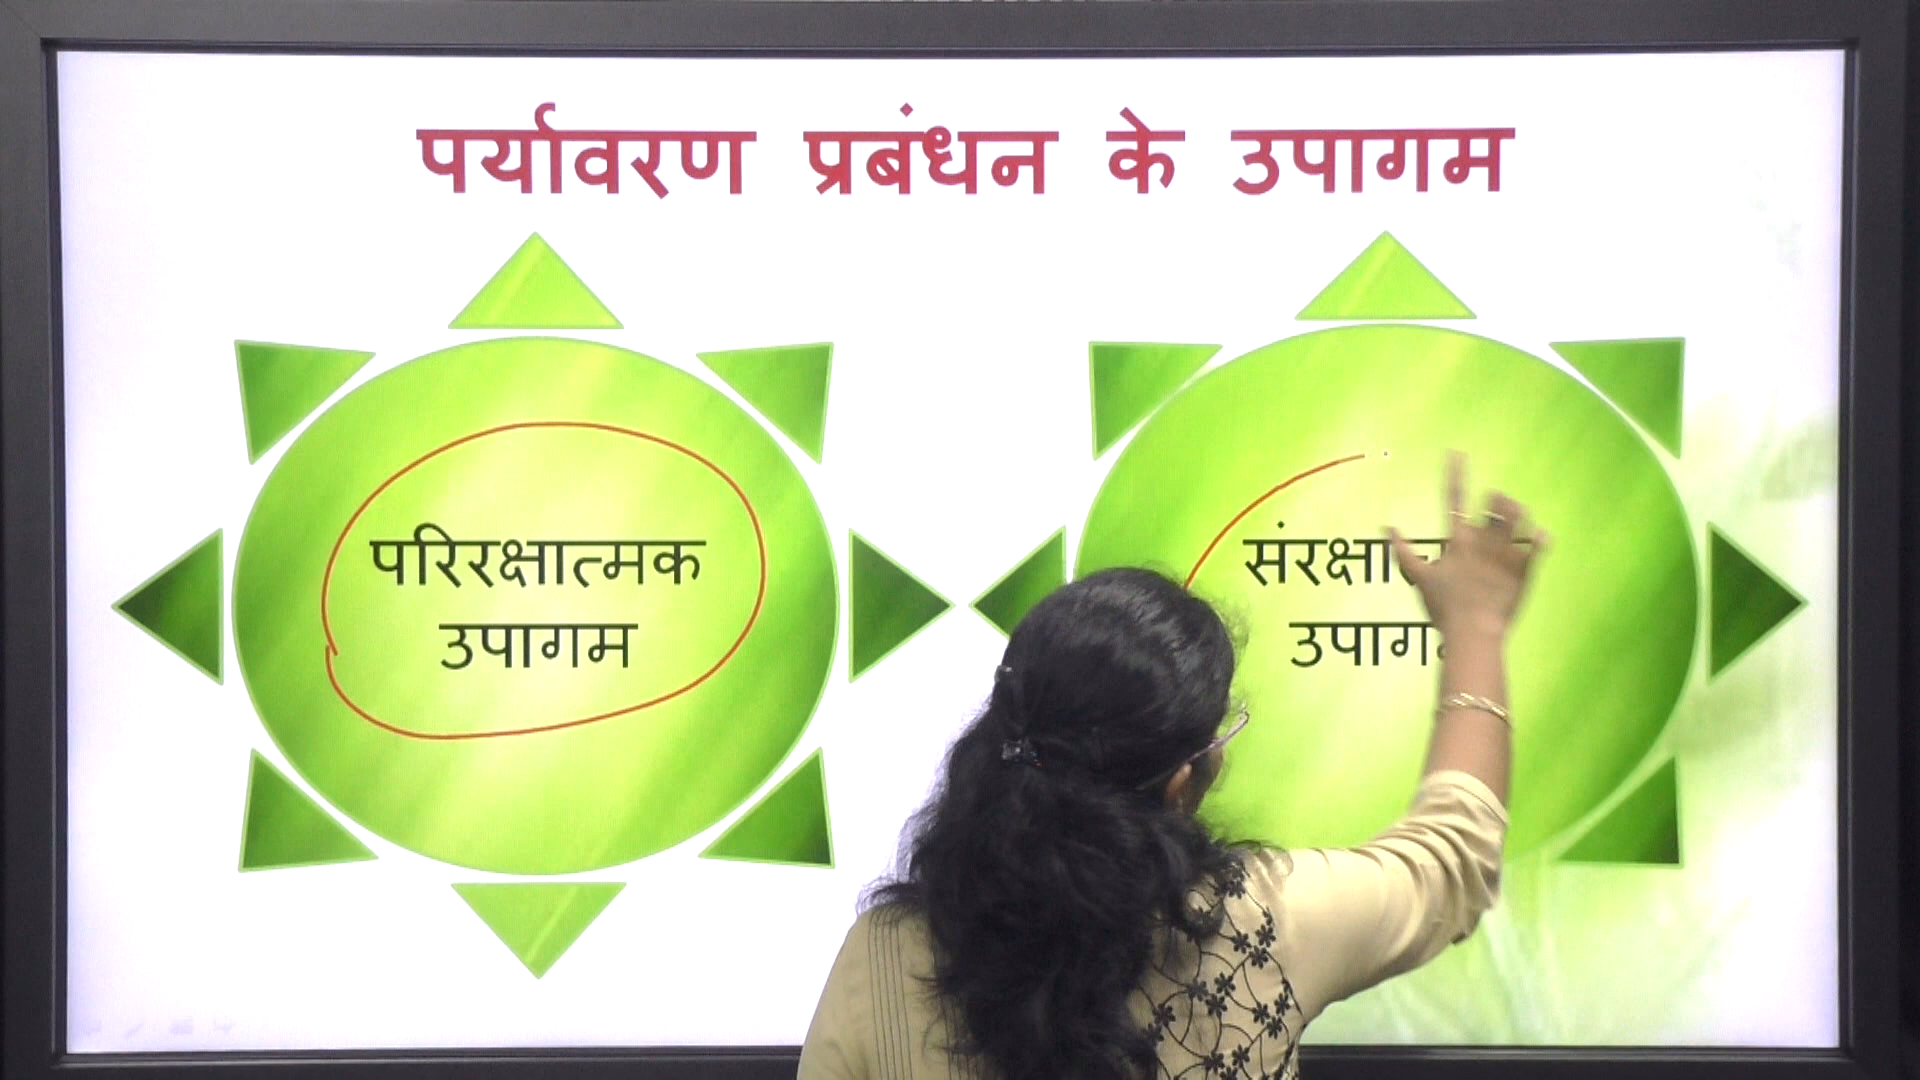 पर्यावरण प्रबंधन के उपागम
परिरक्षात्मक
उपागम